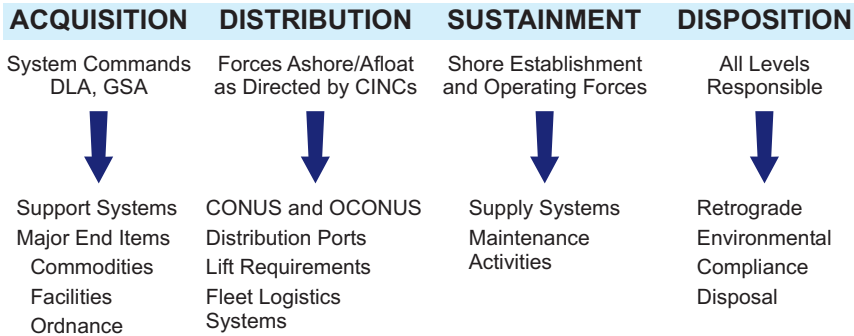 ACQUISITION DISTRIBUTION SUSTAINMENT DISPOSITION
System Commands
DLA, GSA
Forces Ashore/Afloat
as Directed by CINCs
Shore Establishment
and Operating Forces
All Levels
Responsible
Support Systems
Major End Items
Commodities
Facilities
Ordnance
CONUS and OCONUS
Distribution Ports
Lift Requirements
Fleet Logistics
Systems
Supply Systems
Maintenance
Activities
Retrograde
Environmental
Compliance
Disposal